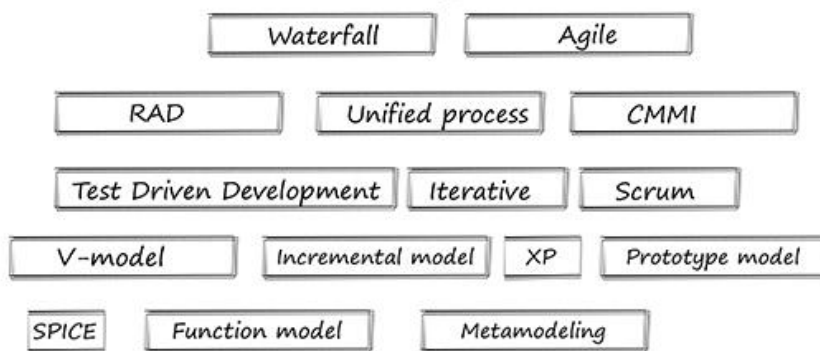 Waterfall Agile
RAD Unified process CMMI
Test Driven Development Iterative Scrum
V-model Incremental model XP Prototype model
SPICE Function model Metamodeling